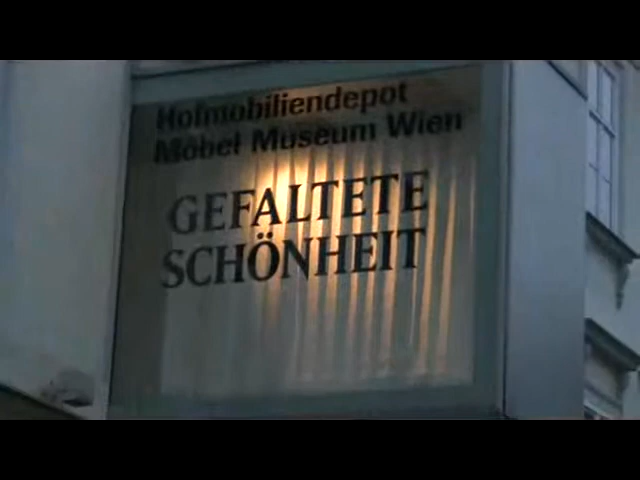 Hofmobiliendepot
Möbel Museum Wien
GEFALTETE
SCHÖNHEIT